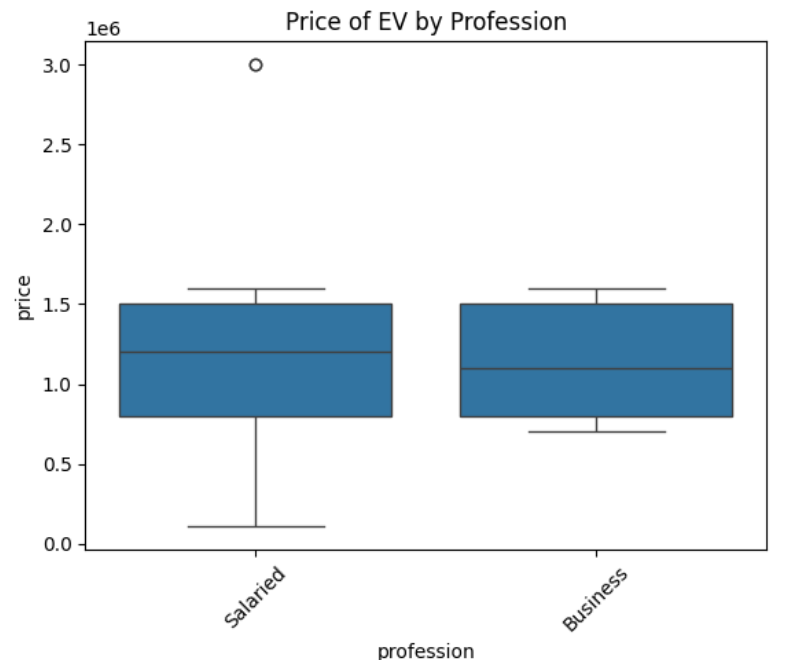 Price of EV by Profession
1e6
3.0
2.5
2.0
1.5
1.0
0.5
0.0
price
Salaried
Business
profession